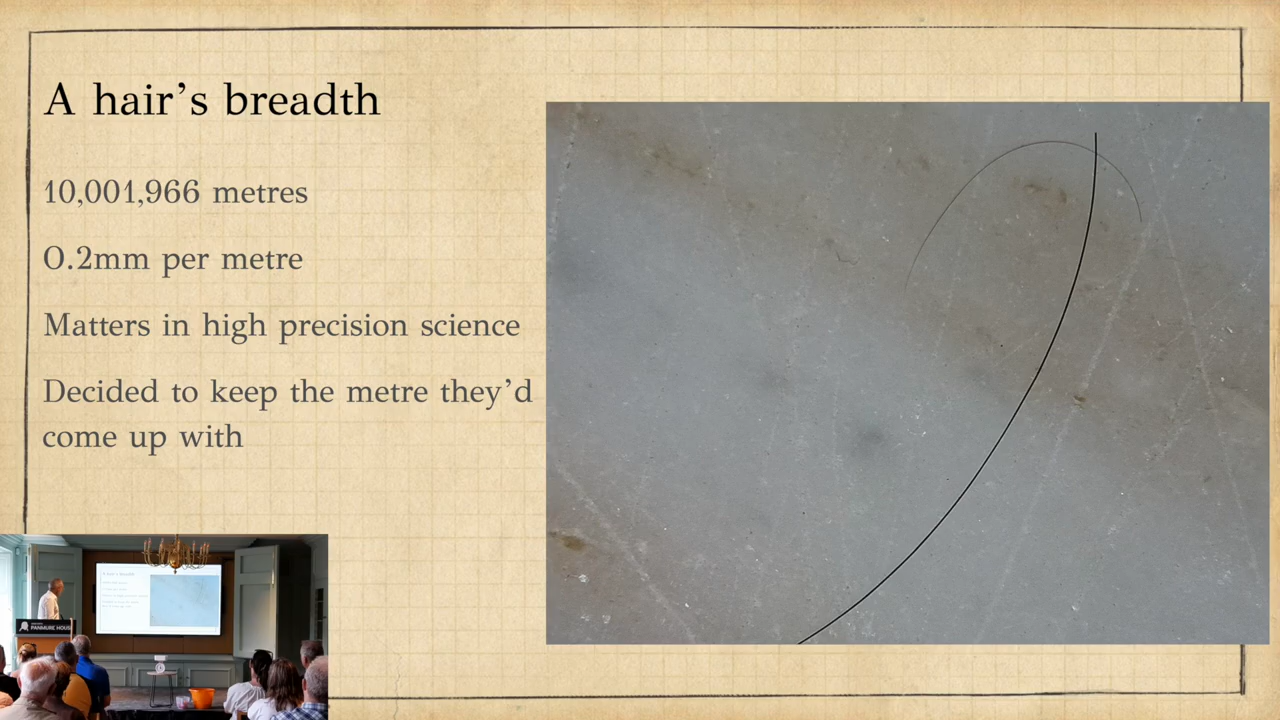 A hair’s breadth
10,001,966 metres
0.2mm per metre
Matters in high precision science
Decided to keep the metre they’d
come up with
PANMURE HOUSE